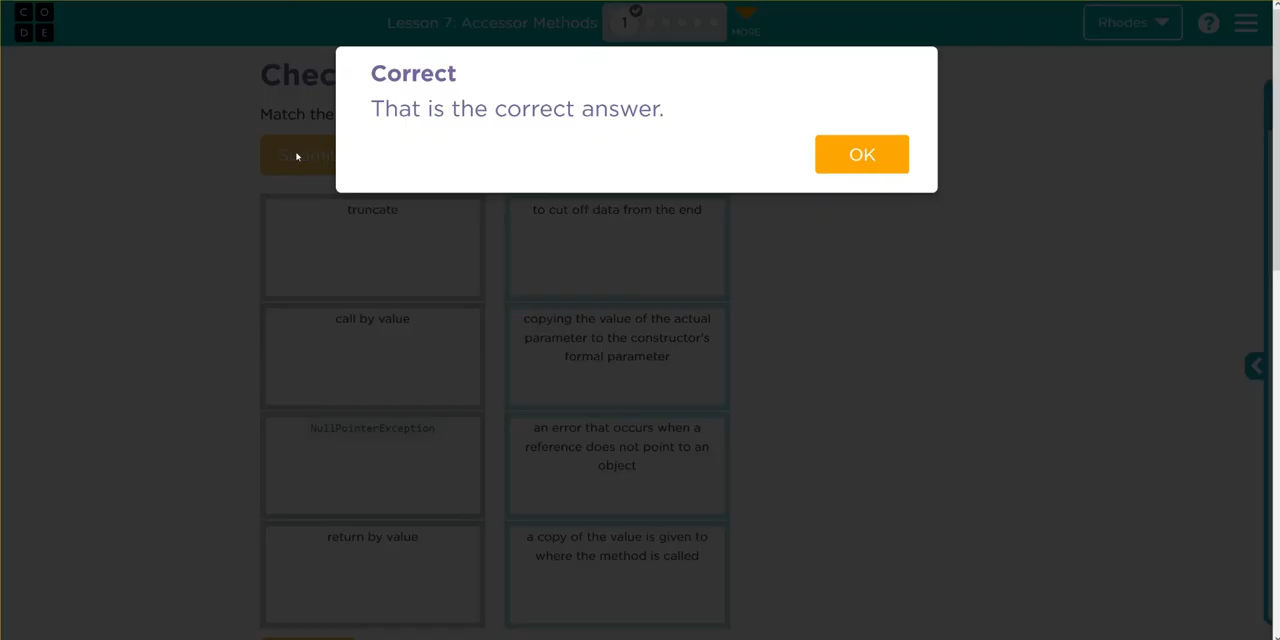 C O
D E
Lesson 7: Accessor Methods
1
MORE
Rhodes
?
Correct
That is the correct answer.
OK
Chec
Match the
truncate
to cut off data from the end
call by value
copying the value of the actual
parameter to the constructor's
formal parameter
NullPointerException
an error that occurs when a
reference does not point to an
object
return by value
a copy of the value is given to
where the method is called